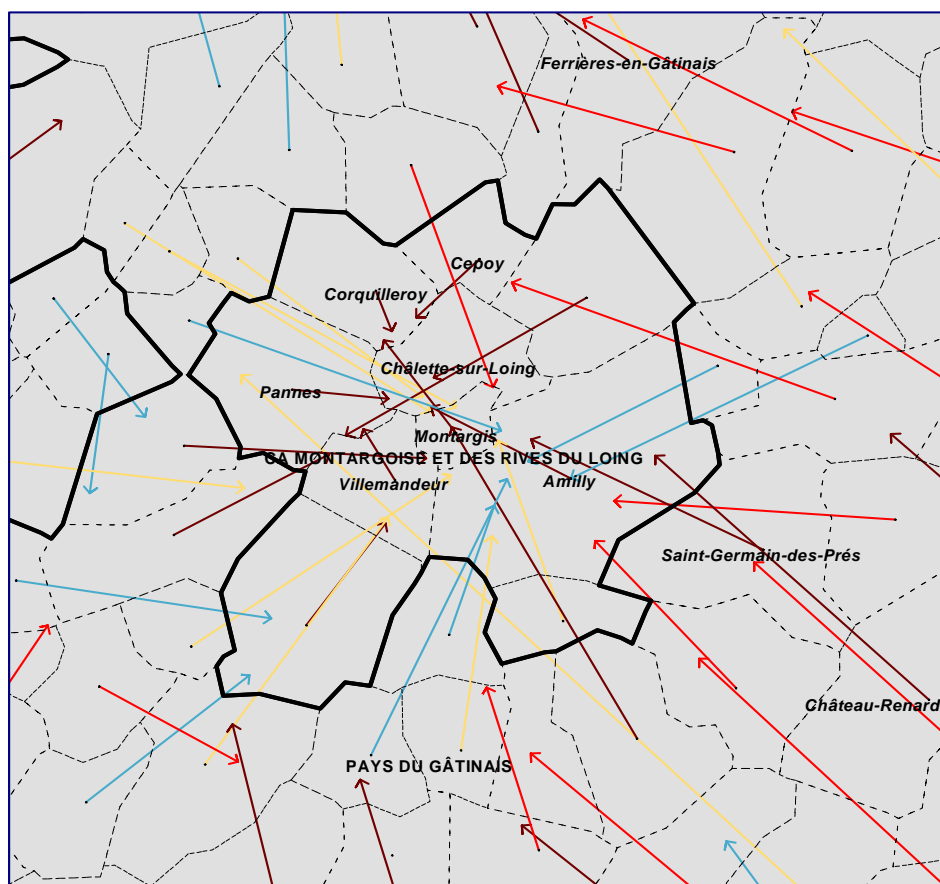 Ferrières-en-Gâtinais
Cepoy
Corquilleroy
Châlette-sur-Loing
Pannes
Montargis
CA MONTARGOISE ET DES RIVES DU LOING
Villemandeur
Amilly
Saint-Germain-des-Prés
Château-Renard
PAYS DU GÂTINAIS